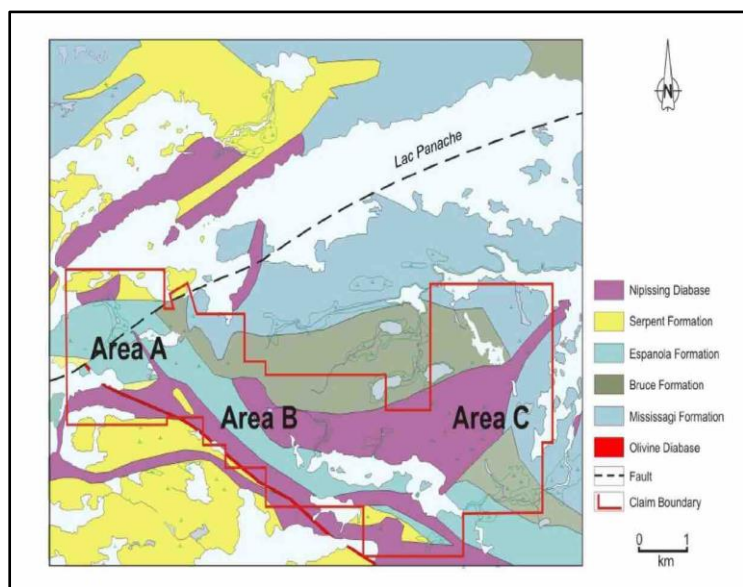 N
Lac Panache
Area A
Area B
Area C
Nipissing Diabase
Serpent Formation
Espanola Formation
Bruce Formation
Mississagi Formation
Olivine Diabase
Fault
Claim Boundary
0 1
km